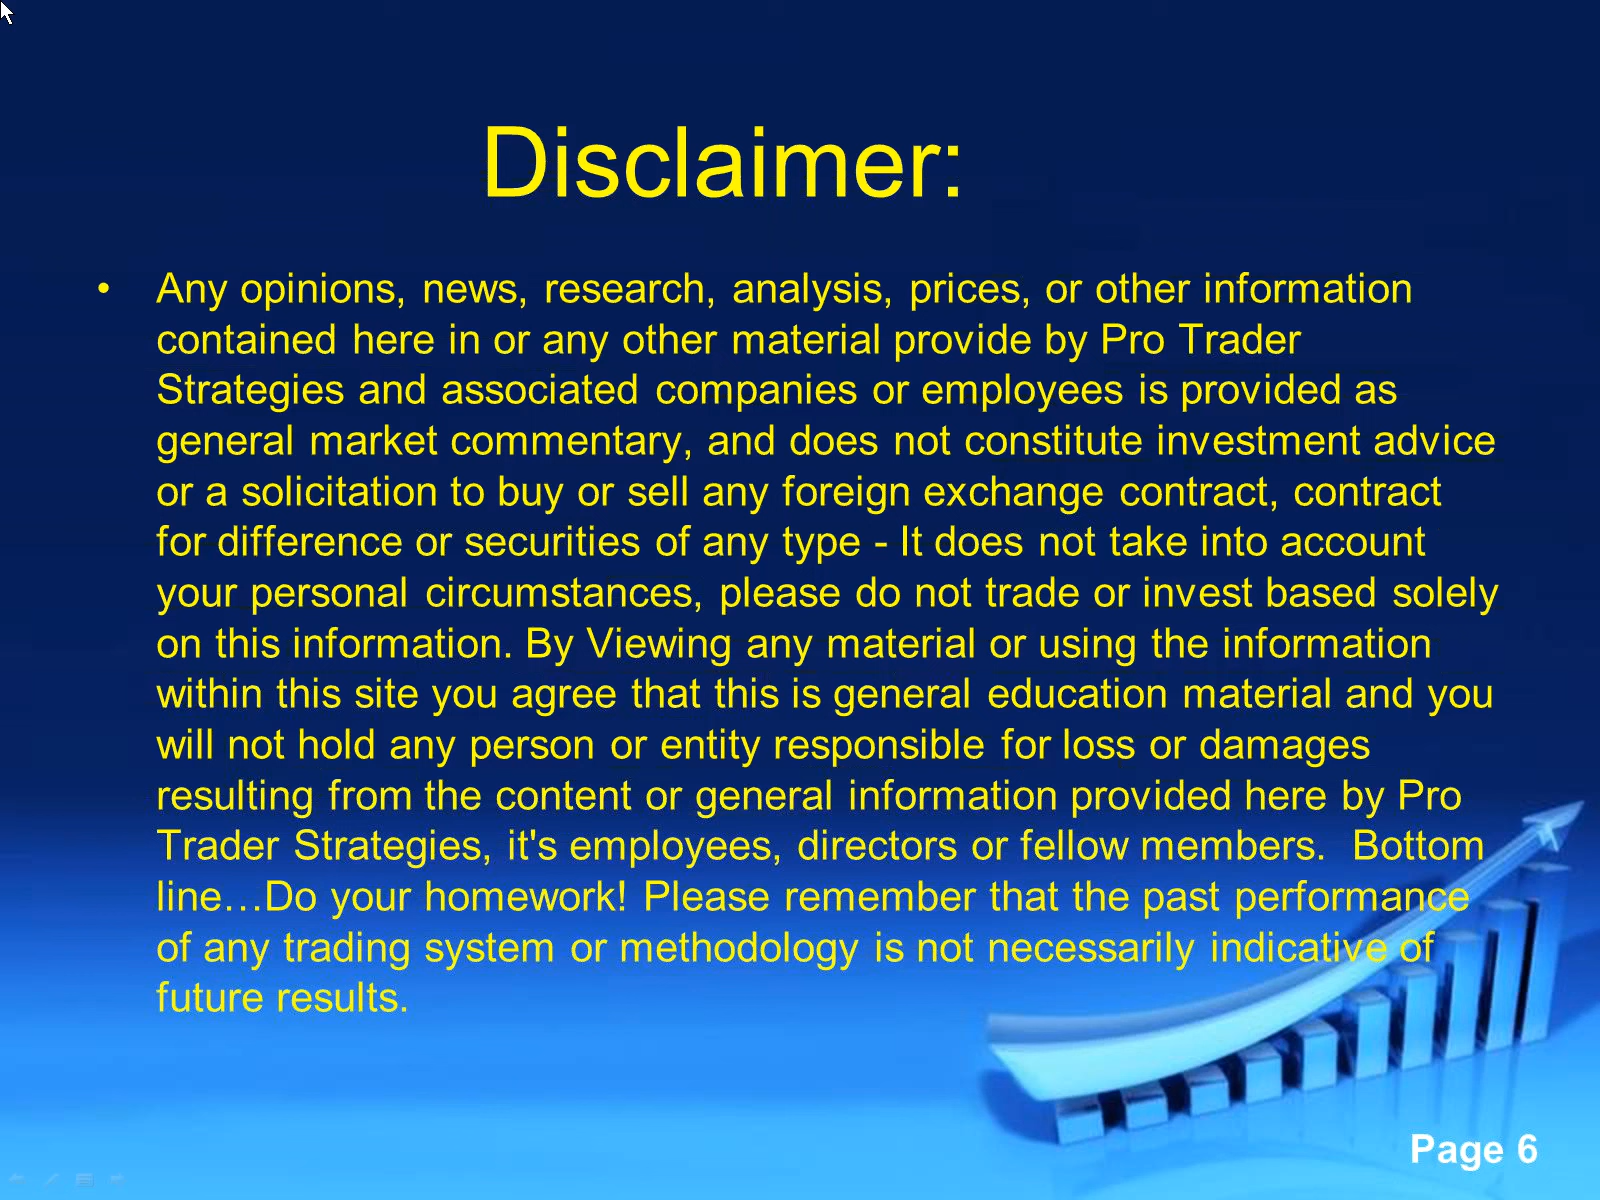 Disclaimer:
• Any opinions, news, research, analysis, prices, or other information
contained here in or any other material provide by Pro Trader
Strategies and associated companies or employees is provided as
general market commentary, and does not constitute investment advice
or a solicitation to buy or sell any foreign exchange contract, contract
for difference or securities of any type - It does not take into account
your personal circumstances, please do not trade or invest based solely
on this information. By Viewing any material or using the information
within this site you agree that this is general education material and you
will not hold any person or entity responsible for loss or damages
resulting from the content or general information provided here by Pro
Trader Strategies, it's employees, directors or fellow members.  Bottom
line…Do your homework! Please remember that the past performance
of any trading system or methodology is not necessarily indicative of
future results.
Page 6